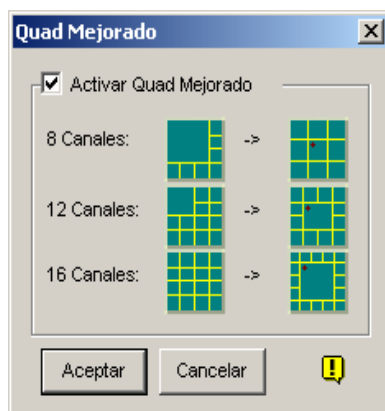 Quad Mejorado
Activar Quad Mejorado
8 Canales: ->
12 Canales: ->
16 Canales: ->
Aceptar Cancelar !